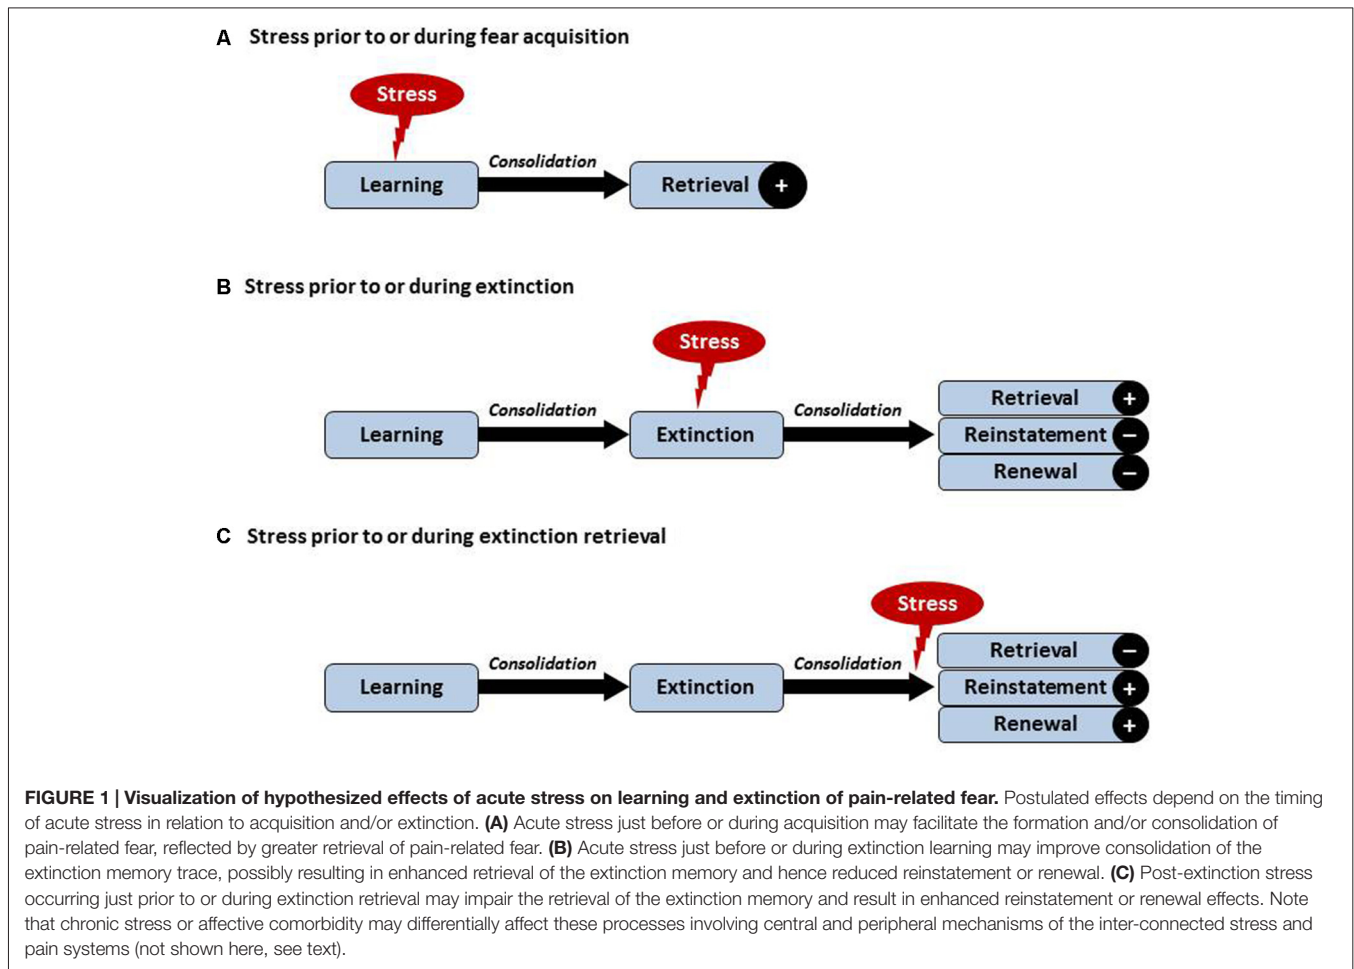 A Stress prior to or during fear acquisition
Stress
Consolidation
Learning
Retrieval +
B Stress prior to or during extinction
Stress
Consolidation
Consolidation
Learning
Extinction
Retrieval +
Reinstatement −
Renewal −
C Stress prior to or during extinction retrieval
Stress
Consolidation
Consolidation
Learning
Extinction
Retrieval −
Reinstatement +
Renewal +
FIGURE 1 | Visualization of hypothesized effects of acute stress on learning and extinction of pain-related fear. Postulated effects depend on the timing
of acute stress in relation to acquisition and/or extinction. (A) Acute stress just before or during acquisition may facilitate the formation and/or consolidation of
pain-related fear, reflected by greater retrieval of pain-related fear. (B) Acute stress just before or during extinction learning may improve consolidation of the
extinction memory trace, possibly resulting in enhanced retrieval of the extinction memory and hence reduced reinstatement or renewal. (C) Post-extinction stress
occurring just prior to or during extinction retrieval may impair the retrieval of the extinction memory and result in enhanced reinstatement or renewal effects. Note
that chronic stress or affective comorbidity may differentially affect these processes involving central and peripheral mechanisms of the inter-connected stress and
pain systems (not shown here, see text).